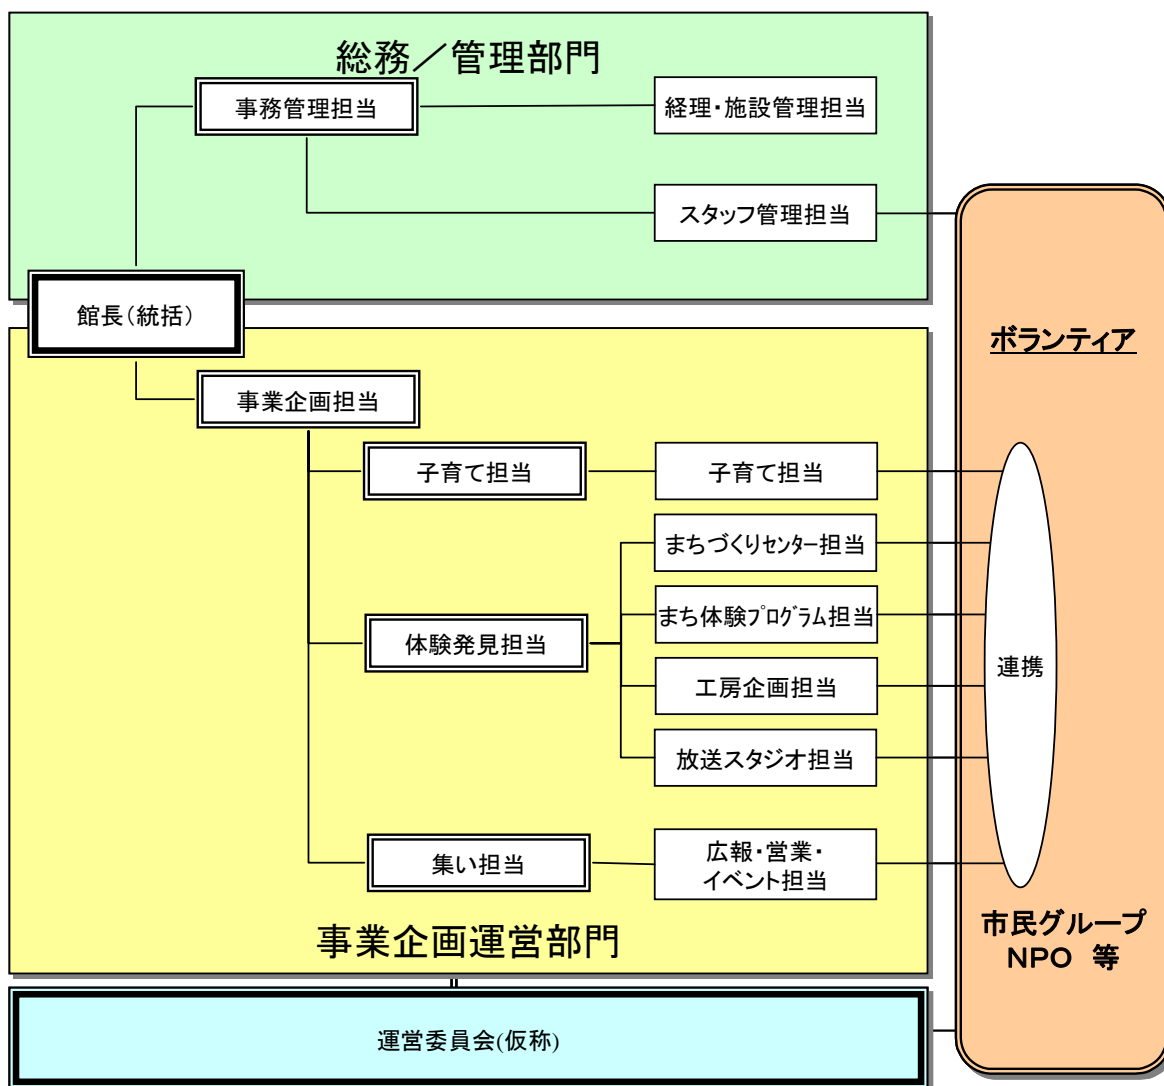 総務／管理部門
事務管理担当
経理・施設管理担当
スタッフ管理担当
館長(統括)
ボランティア
事業企画担当
子育て担当
子育て担当
まちづくりセンター担当
まち体験プログラム担当
体験発見担当
連携
工房企画担当
放送スタジオ担当
集い担当
広報・営業・
イベント担当
市民グループ
NPO 等
事業企画運営部門
運営委員会(仮称)